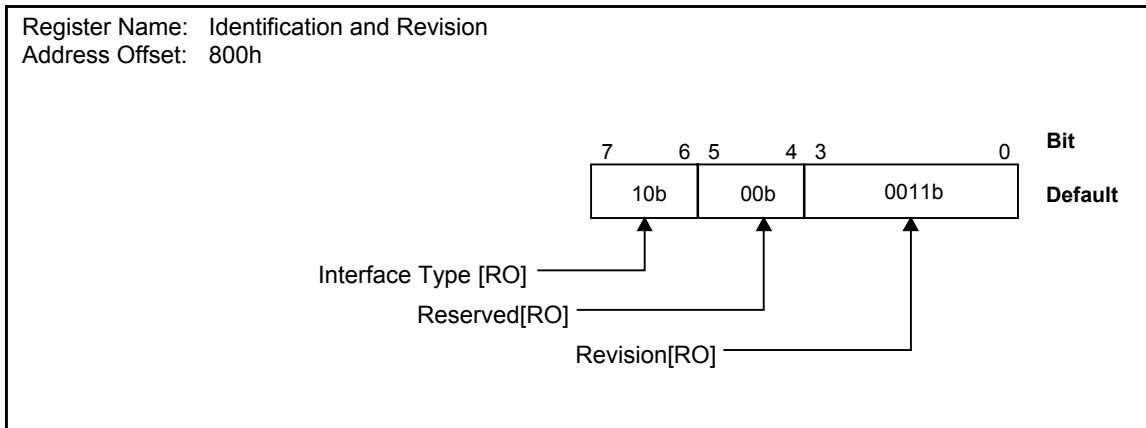 Register Name: Identification and Revision
Address Offset: 800h
7 6 5 4 3 0 Bit
10b 00b 0011b Default
Interface Type [RO]
Reserved[RO]
Revision[RO]